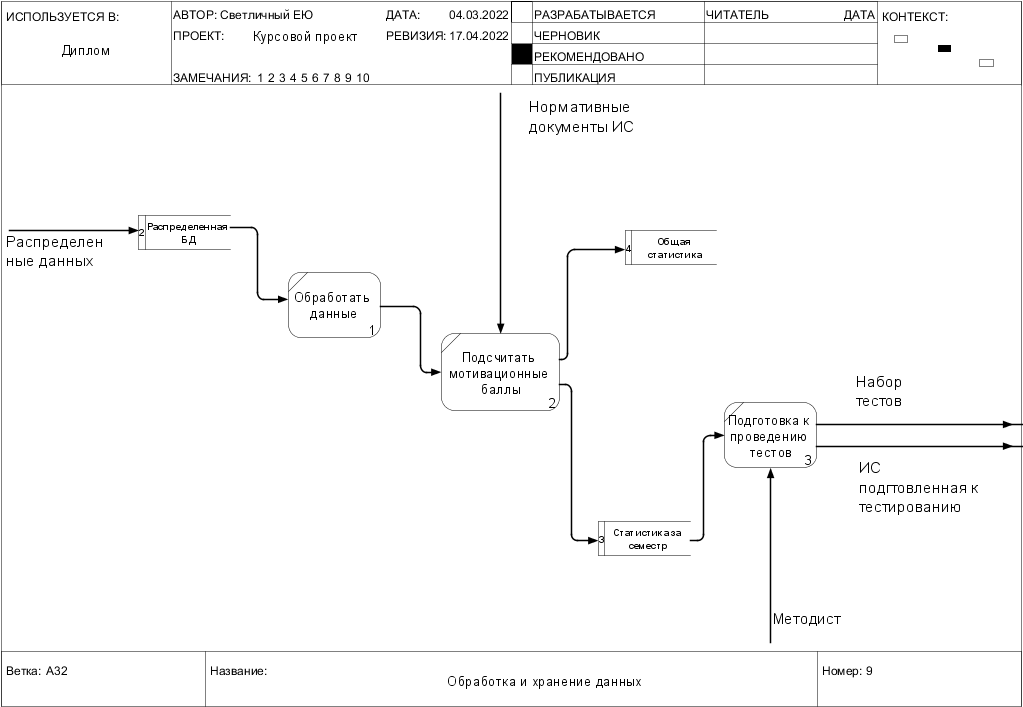 ИСПОЛЬЗУЕТСЯ В:
Диплом
АВТОР: Светличный ЕЮ
ДАТА: 04.03.2022
ПРОЕКТ: Курсовой проект
РЕВИЗИЯ: 17.04.2022
ЗАМЕЧАНИЯ: 1 2 3 4 5 6 7 8 9 10
РАЗРАБАТЫВАЕТСЯ
ЧЕРНОВИК
РЕКОМЕНДОВАНО
ПУБЛИКАЦИЯ
ЧИТАТЕЛЬ
ДАТА
КОНТЕКСТ:
Нормативные
документы ИС
Распределен
ные данных
2
Распределенная
БД
Обработать
данные
1
Подсчитать
мотивационные
баллы
2
4
Общая
статистика
3
Статистика за
семестр
Подготовка к
проведению
тестов
3
Набор
тестов
ИС
подгтовленная к
тестированию
Методист
Ветка: A32
Название:
Обработка и хранение данных
Номер: 9